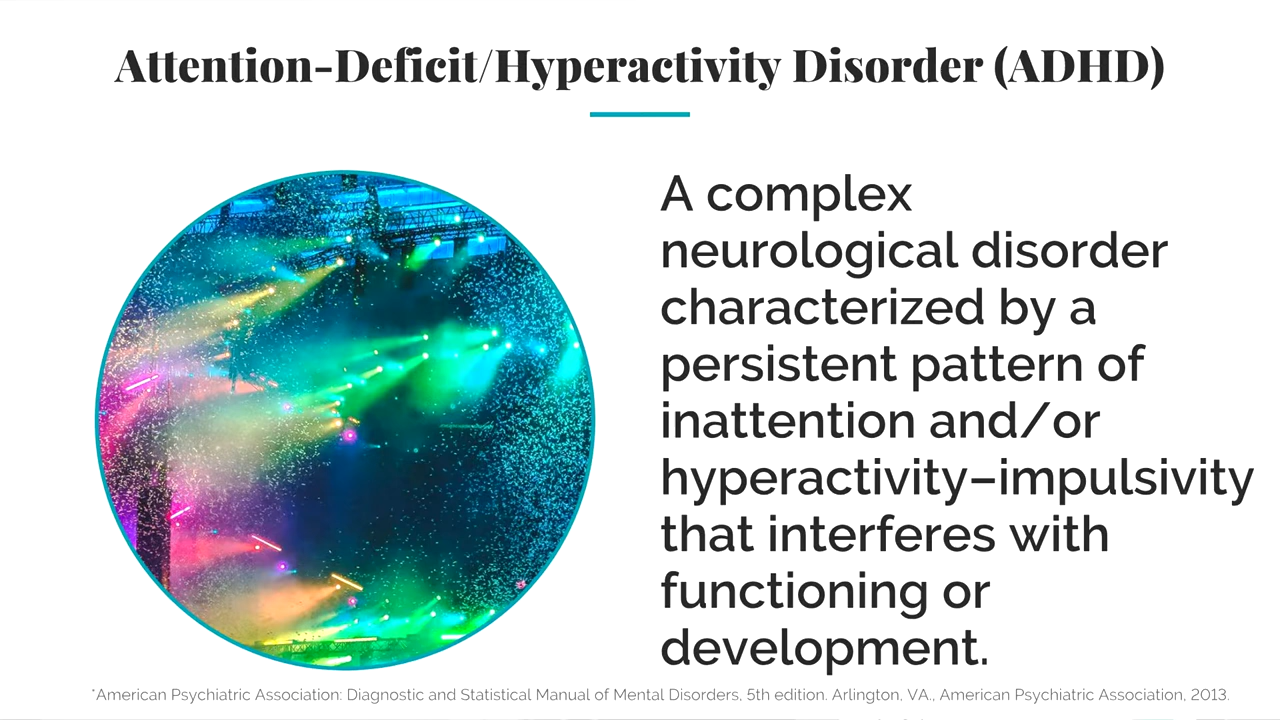 Attention-Deficit/Hyperactivity Disorder (ADHD)
A complex
neurological disorder
characterized by a
persistent pattern of
inattention and/or
hyperactivity–impulsivity
that interferes with
functioning or
development.
*American Psychiatric Association: Diagnostic and Statistical Manual of Mental Disorders, 5th edition. Arlington, VA., American Psychiatric Association, 2013.